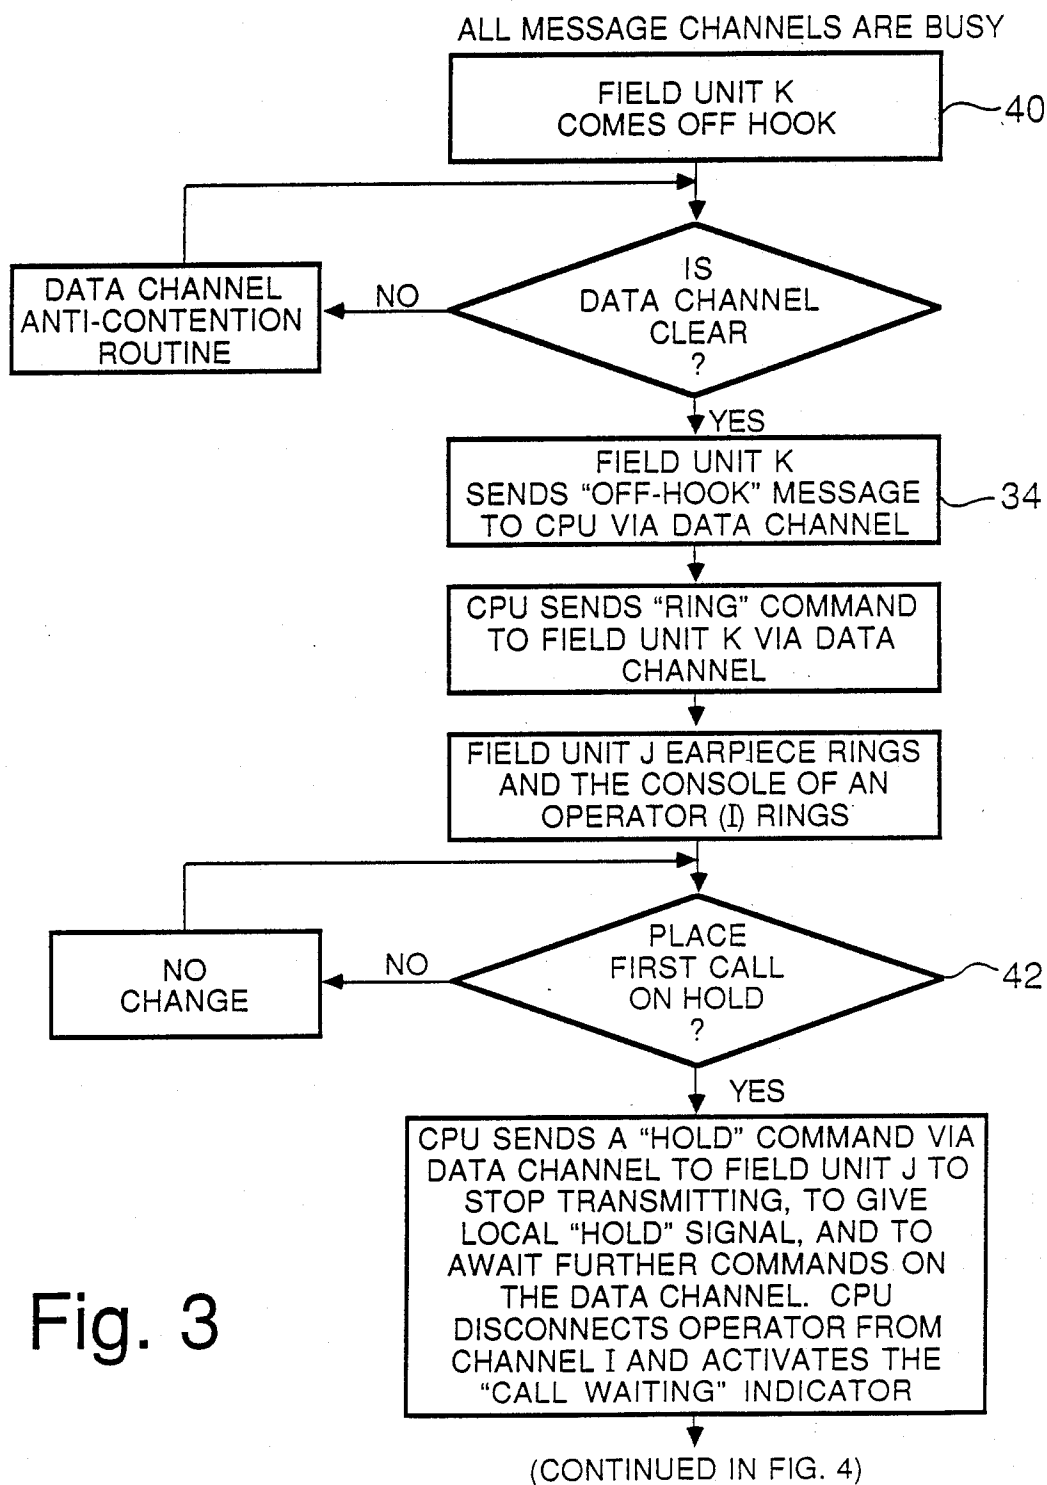 ALL MESSAGE CHANNELS ARE BUSY
FIELD UNIT K
COMES OFF HOOK
40
IS
DATA CHANNEL
CLEAR
?
NO
DATA CHANNEL
ANTI-CONTENTION
ROUTINE
YES
FIELD UNIT K
SENDS “OFF-HOOK” MESSAGE
TO CPU VIA DATA CHANNEL
34
CPU SENDS “RING” COMMAND
TO FIELD UNIT K VIA DATA
CHANNEL
FIELD UNIT J EARPIECE RINGS
AND THE CONSOLE OF AN
OPERATOR (I) RINGS
PLACE
FIRST CALL
ON HOLD
?
42
NO
NO
CHANGE
YES
CPU SENDS A “HOLD” COMMAND VIA
DATA CHANNEL TO FIELD UNIT J TO
STOP TRANSMITTING, TO GIVE
LOCAL “HOLD” SIGNAL, AND TO
AWAIT FURTHER COMMANDS ON
THE DATA CHANNEL. CPU
DISCONNECTS OPERATOR FROM
CHANNEL I AND ACTIVATES THE
“CALL WAITING” INDICATOR
Fig. 3
(CONTINUED IN FIG. 4)